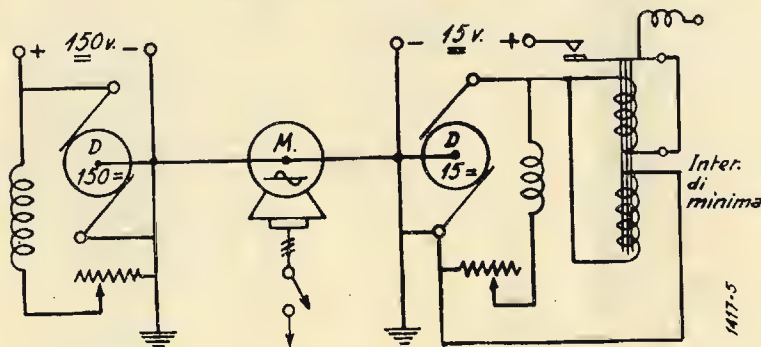 + 150 v. -
- 15 v. +
D
150=
M.
D
15=
Inter.
di
minima
1417-5